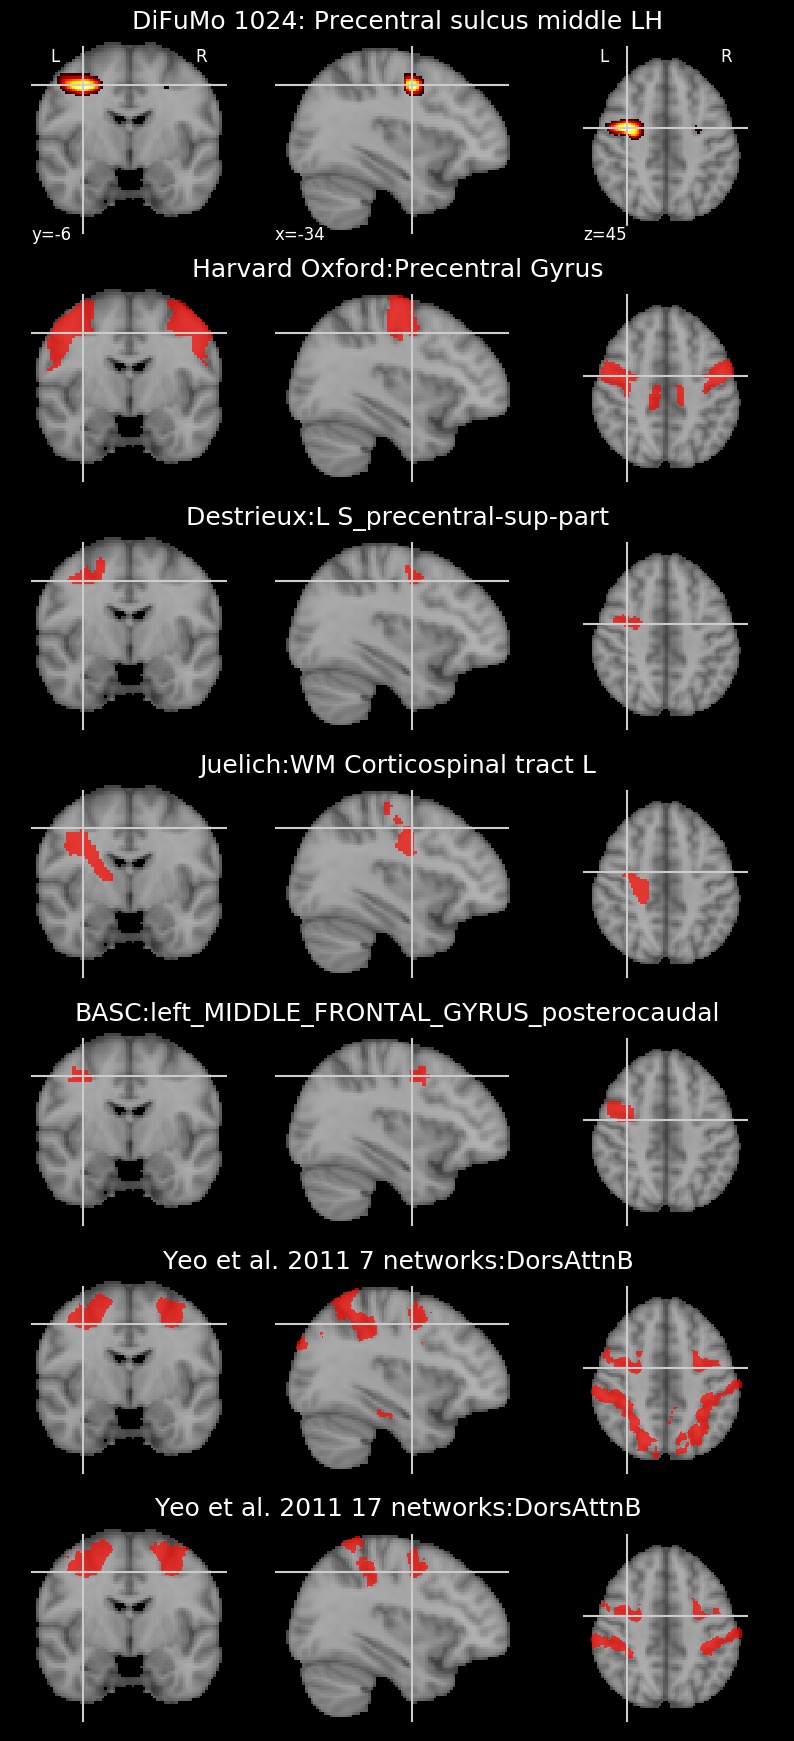 DiFuMo 1024: Precentral sulcus middle LH
L R L R
y=-6 x=-34 z=45
Harvard Oxford:Precentral Gyrus
Destrieux:L S_precentral-sup-part
Juelich:WM Corticospinal tract L
BASC:left_MIDDLE_FRONTAL_GYRUS_posterocaudal
Yeo et al. 2011 7 networks:DorsAttnB
Yeo et al. 2011 17 networks:DorsAttnB